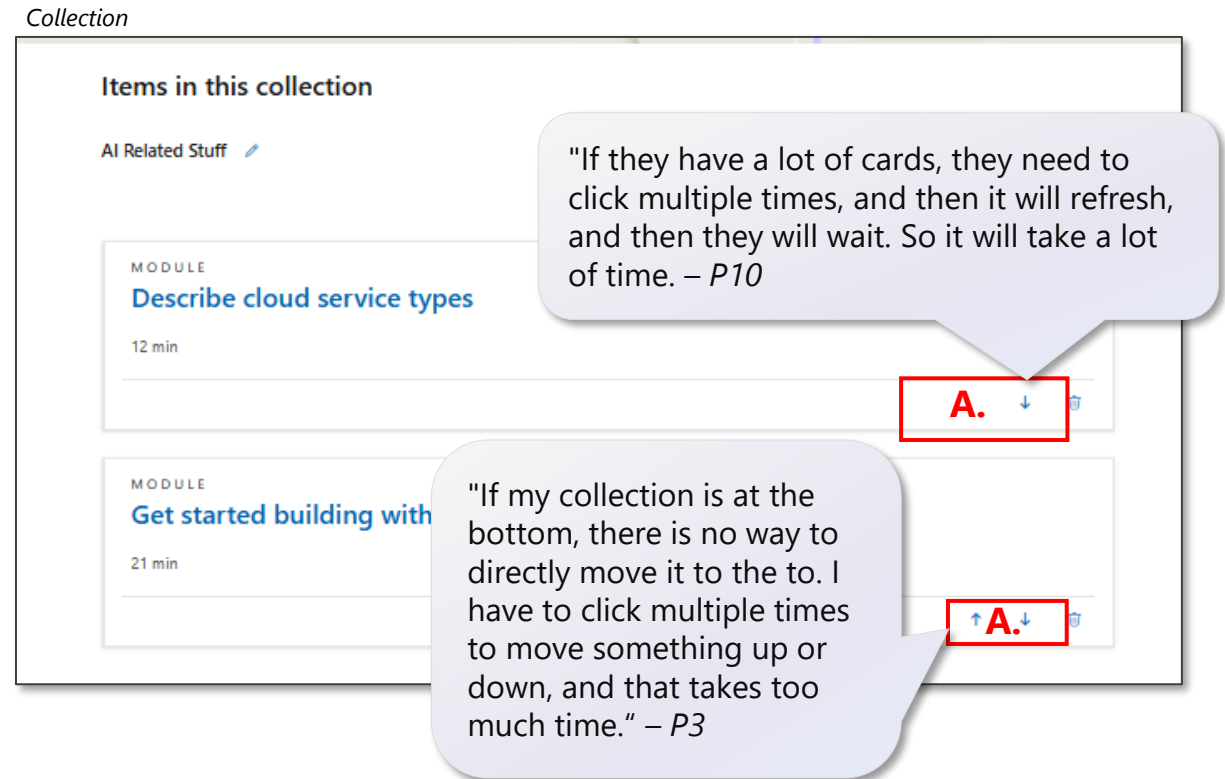 Collection
Items in this collection
AI Related Stuff
"If they have a lot of cards, they need to
click multiple times, and then it will refresh,
and then they will wait. So it will take a lot
of time. – P10
MODULE
Describe cloud service types
12 min
A.
MODULE
Get started building with
21 min
"If my collection is at the
bottom, there is no way to
directly move it to the to. I
have to click multiple times
to move something up or
down, and that takes too
much time.“ – P3
A.